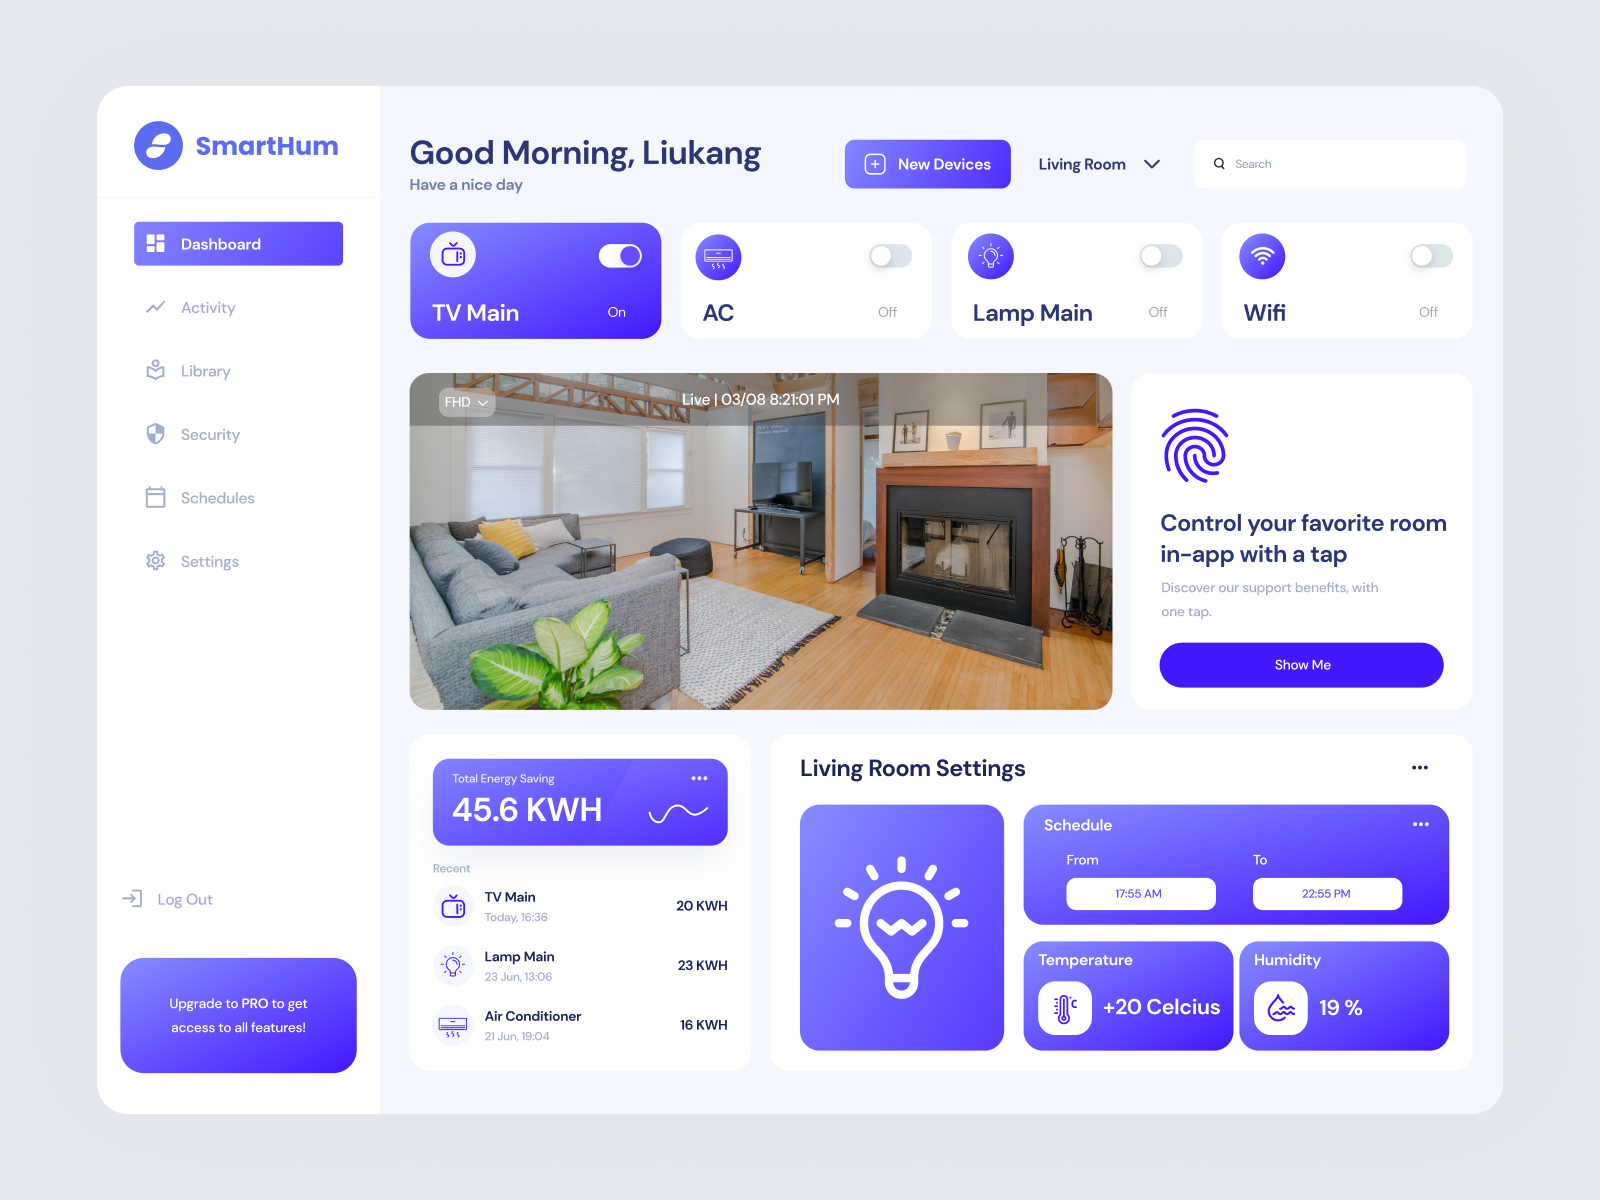 SmartHum
Dashboard
Activity
Library
Security
Schedules
Settings
Log Out
Upgrade to PRO to get
access to all features!
Good Morning, Liukang
Have a nice day
New Devices
Living Room
Search
TV Main
On
AC
Off
Lamp Main
Off
Wifi
Off
FHD
Live | 03/08 8:21:01 PM
Control your favorite room
in-app with a tap
Discover our support benefits, with
one tap.
Show Me
Total Energy Saving
45.6 KWH
Recent
TV Main
Today, 16:36
20 KWH
Lamp Main
23 Jun, 13:06
23 KWH
Air Conditioner
21 Jun, 19:04
16 KWH
Living Room Settings
Schedule
From
To
17:55 AM
22:55 PM
Temperature
+20 Celcius
Humidity
19 %